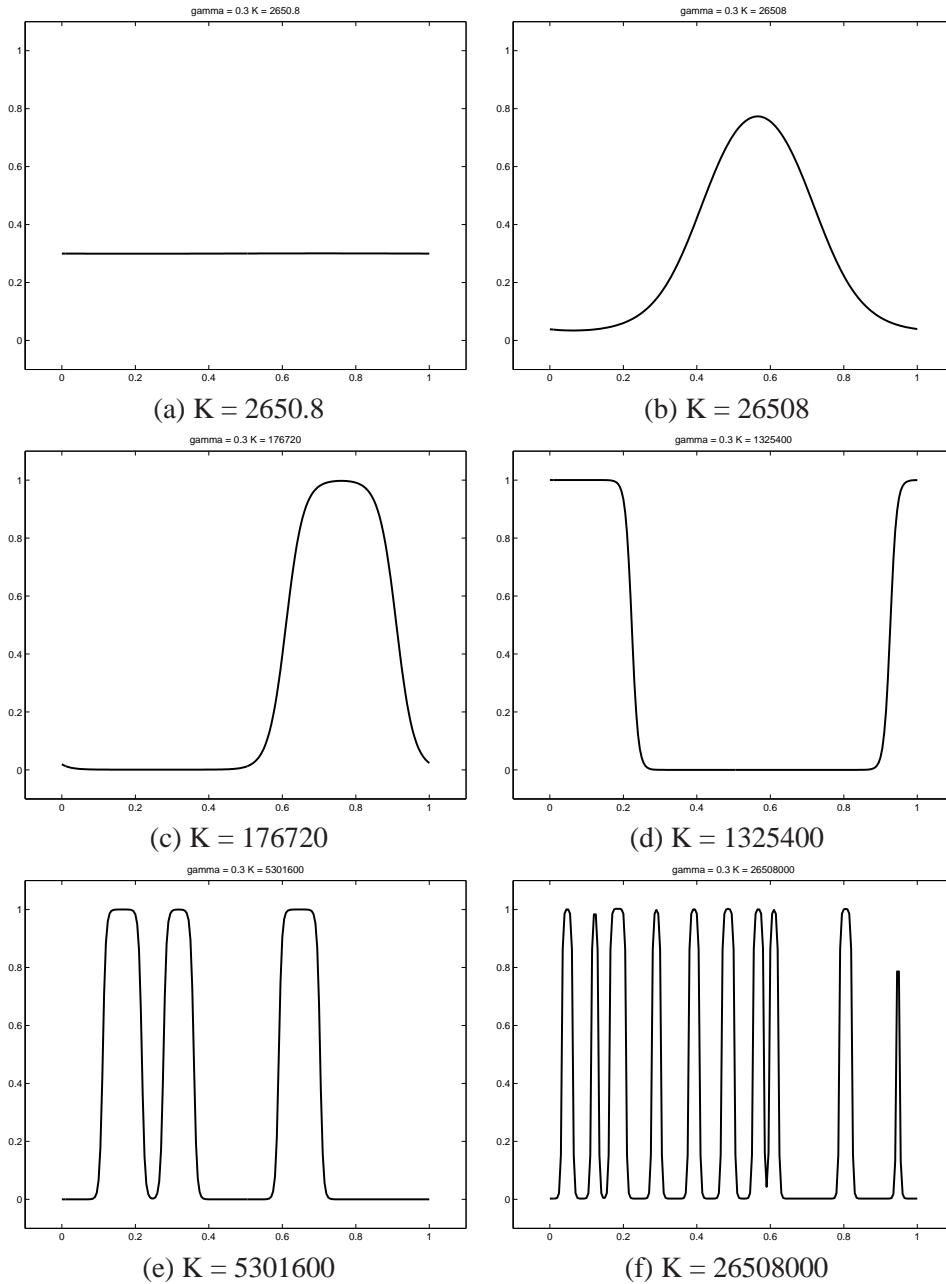 gamma = 0.3 K = 2650.8
gamma = 0.3 K = 26508
1
0.8
0.6
0.4
0.2
0
0 0.2 0.4 0.6 0.8 1
1
0.8
0.6
0.4
0.2
0
0 0.2 0.4 0.6 0.8 1
(a) K = 2650.8
(b) K = 26508
gamma = 0.3 K = 176720
gamma = 0.3 K = 1325400
1
0.8
0.6
0.4
0.2
0
0 0.2 0.4 0.6 0.8 1
1
0.8
0.6
0.4
0.2
0
0 0.2 0.4 0.6 0.8 1
(c) K = 176720
(d) K = 1325400
gamma = 0.3 K = 5301600
gamma = 0.3 K = 26508000
1
0.8
0.6
0.4
0.2
0
0 0.2 0.4 0.6 0.8 1
1
0.8
0.6
0.4
0.2
0
0 0.2 0.4 0.6 0.8 1
(e) K = 5301600
(f) K = 26508000